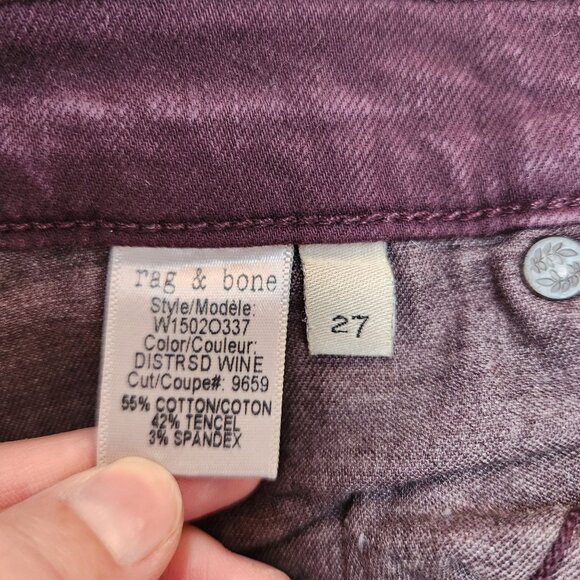 rag & bone
Style/Modèle:
W1502O337
Color/Couleur:
DISTRSD WINE
Cut/Coupe#: 9659
55% COTTON/COTON
42% TENCEL
3% SPANDEX
27